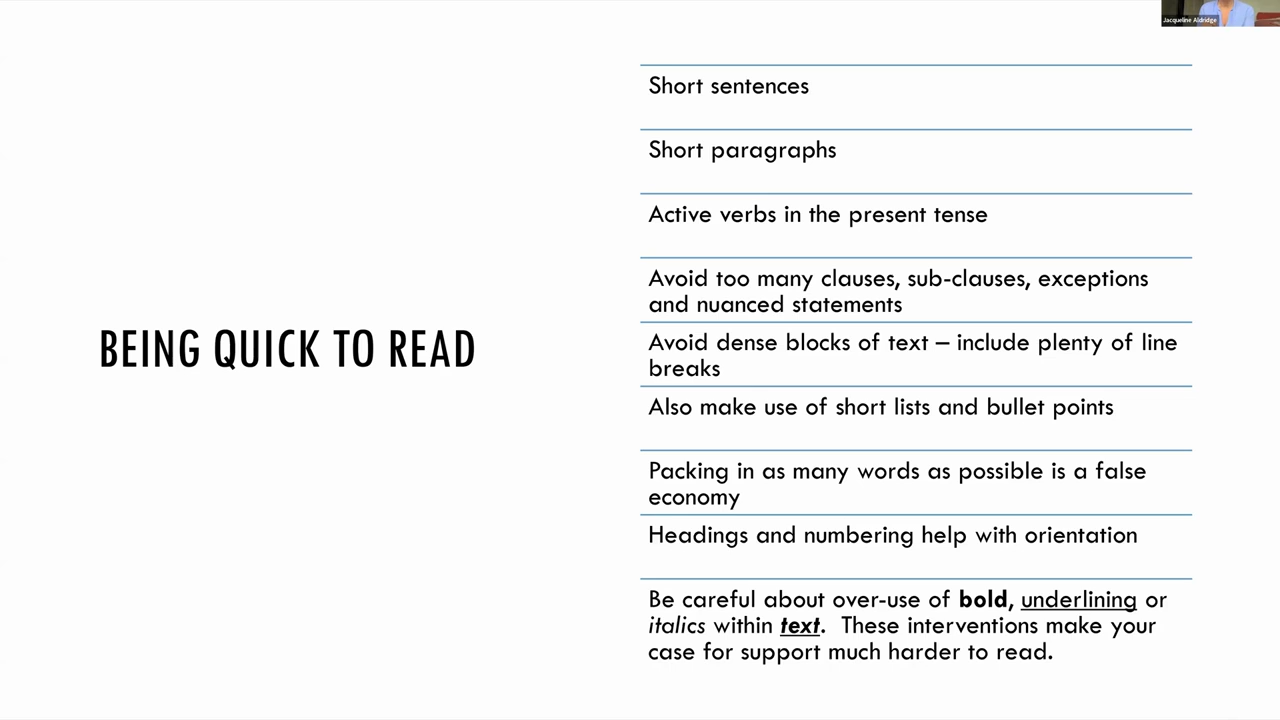 Jacqueline Aldridge
BEING QUICK TO READ
Short sentences
Short paragraphs
Active verbs in the present tense
Avoid too many clauses, sub-clauses, exceptions
and nuanced statements
Avoid dense blocks of text – include plenty of line
breaks
Also make use of short lists and bullet points
Packing in as many words as possible is a false
economy
Headings and numbering help with orientation
Be careful about over-use of bold, underlining or
italics within text.  These interventions make your
case for support much harder to read.